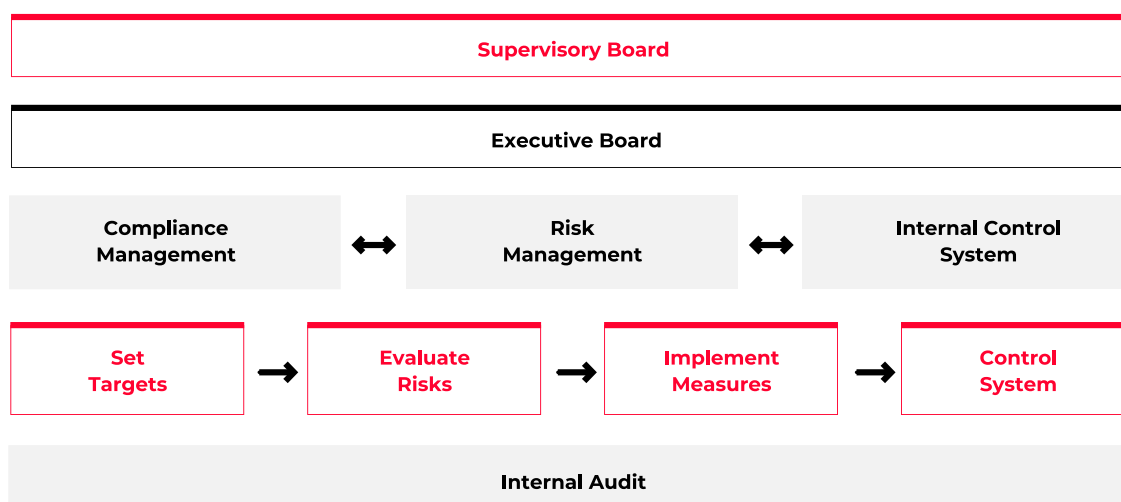 Supervisory Board
Executive Board
Compliance
Management
Risk
Management
Internal Control
System
Set
Targets
Evaluate
Risks
Implement
Measures
Control
System
Internal Audit